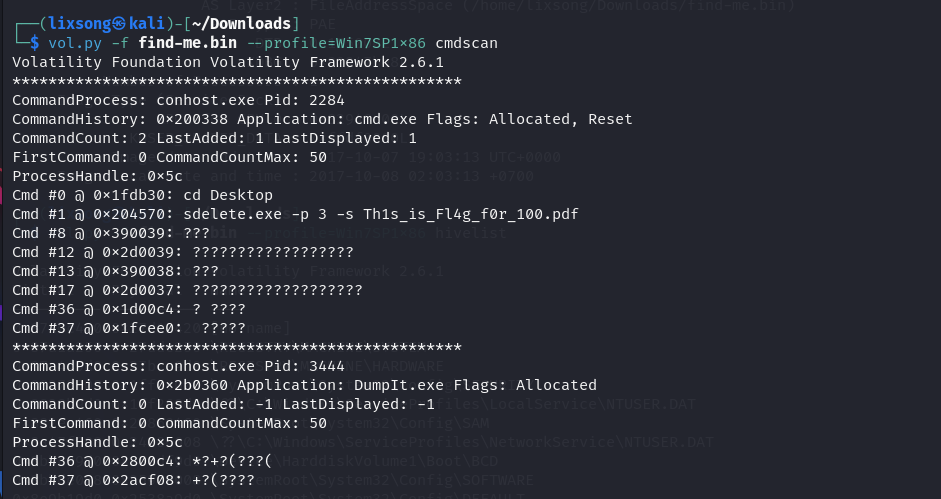 ┌──(lixsong㉿kali)-[~/Downloads]
└─$ vol.py -f find-me.bin --profile=Win7SP1x86 cmdscan
Volatility Foundation Volatility Framework 2.6.1
**************************************************
CommandProcess: conhost.exe Pid: 2284
CommandHistory: 0x200338 Application: cmd.exe Flags: Allocated, Reset
CommandCount: 2 LastAdded: 1 LastDisplayed: 1
FirstCommand: 0 CommandCountMax: 50
ProcessHandle: 0x5c
Cmd #0 @ 0x1fdb30: cd Desktop
Cmd #1 @ 0x204570: sdelete.exe -p 3 -s Th1s_is_Fl4g_f0r_100.pdf
Cmd #8 @ 0x390039: ???
Cmd #12 @ 0x2d0039: ??????????????????
Cmd #13 @ 0x390038: ???
Cmd #17 @ 0x2d0037: ???????????????????
Cmd #36 @ 0x1d00c4: ? ????
Cmd #37 @ 0x1fcee0:  ?????
**************************************************
CommandProcess: conhost.exe Pid: 3444
CommandHistory: 0x2b0360 Application: DumpIt.exe Flags: Allocated
CommandCount: 0 LastAdded: -1 LastDisplayed: -1
FirstCommand: 0 CommandCountMax: 50
ProcessHandle: 0x5c
Cmd #36 @ 0x2800c4: *?+?(???(
Cmd #37 @ 0x2acf08: +?(????